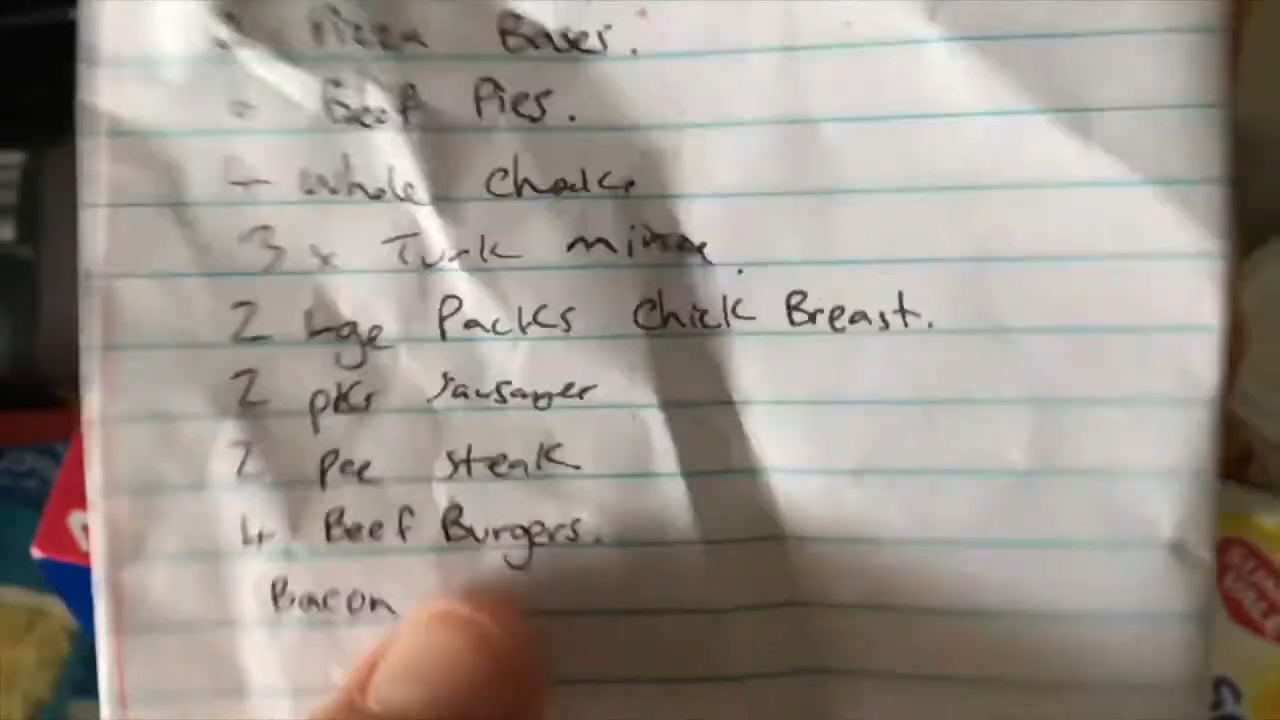 Pizza Bases.
Beef Pies.
- whole
3 x Turk mince.
2 Lge Packs Chick Breast.
2 pks sausages
2 pce steak
4 Beef Burgers.
Bacon